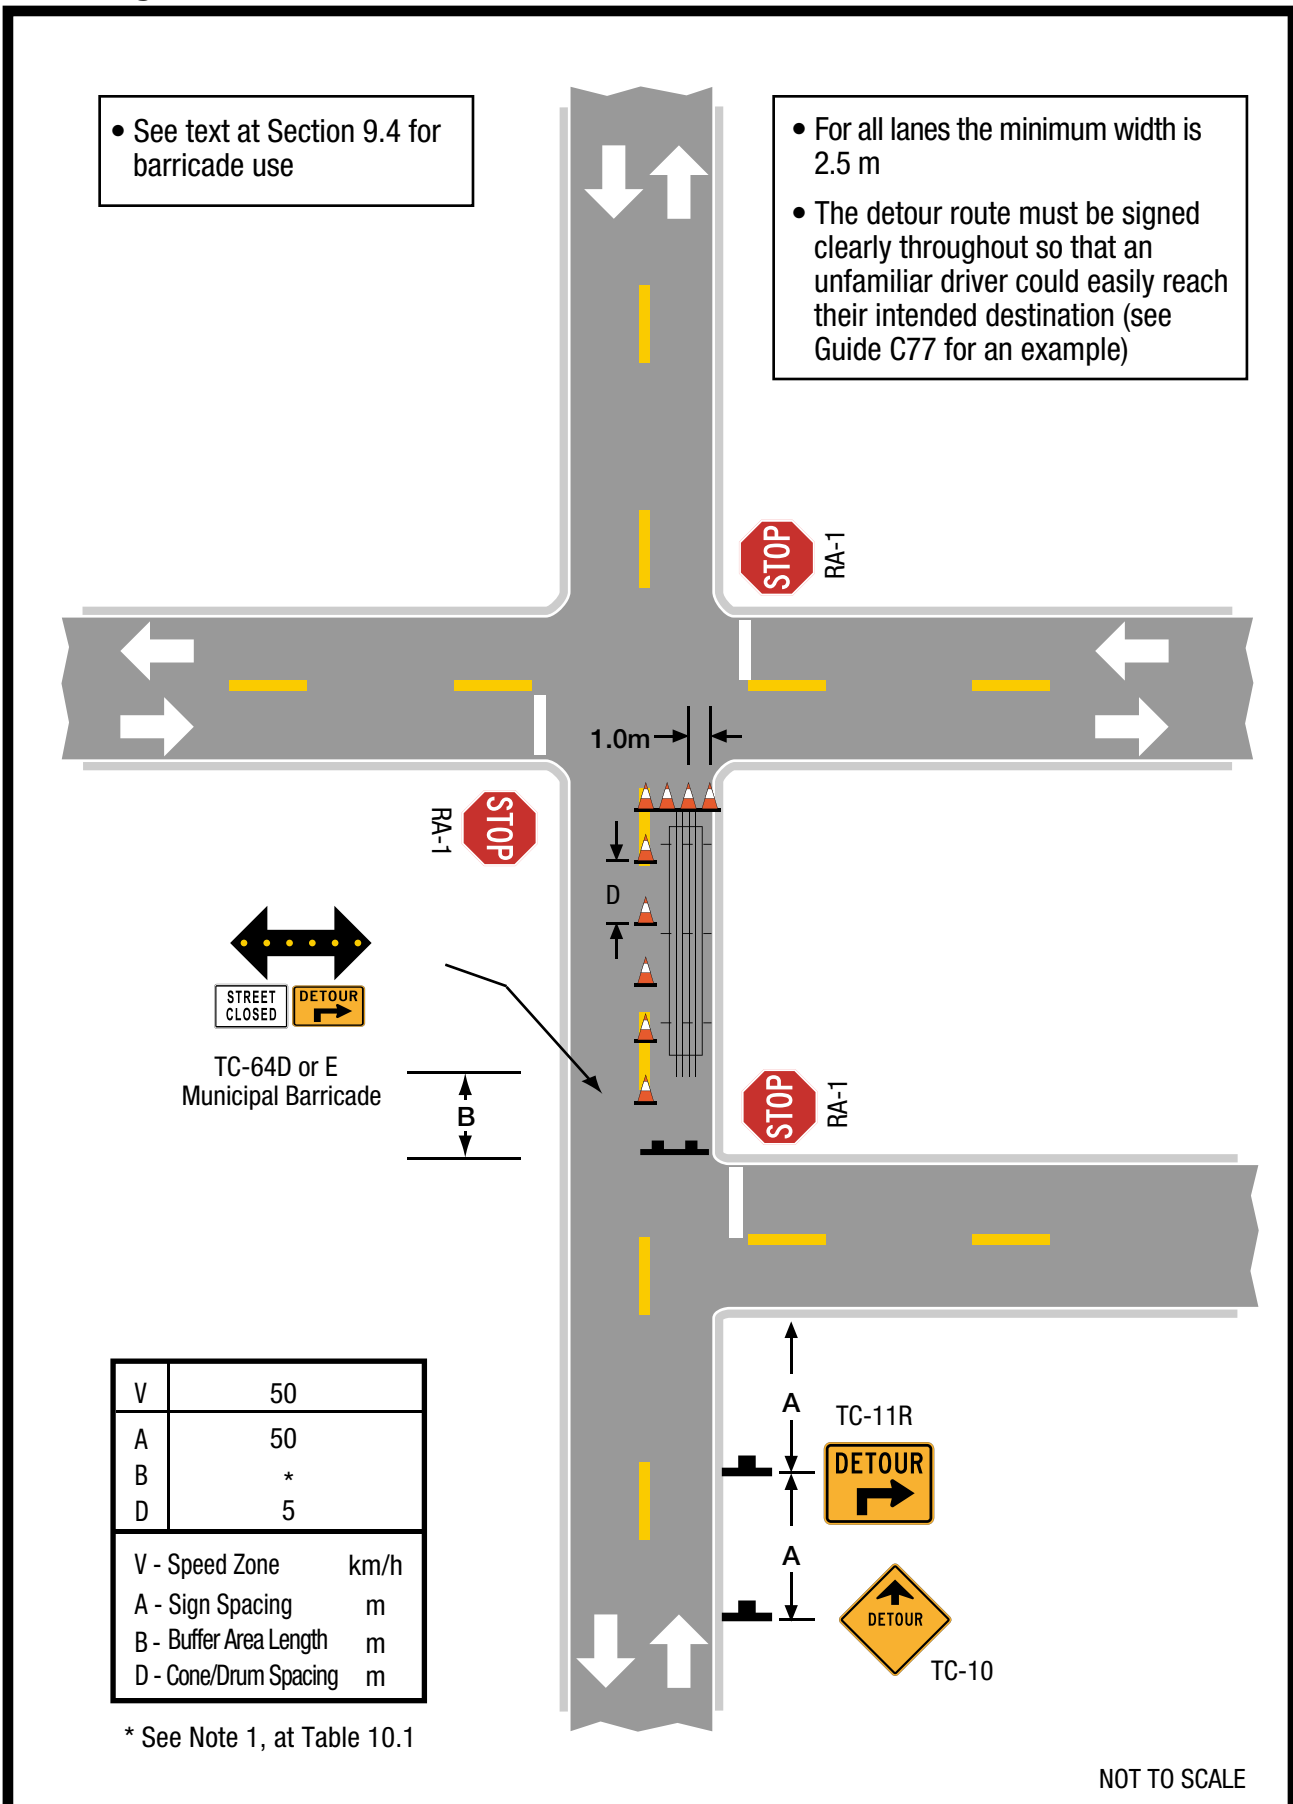 • See text at Section 9.4 for
barricade use
• For all lanes the minimum width is
2.5 m
• The detour route must be signed
clearly throughout so that an
unfamiliar driver could easily reach
their intended destination (see
Guide C77 for an example)
STOP
RA-1
1.0m
STOP
RA-1
D
STREET
CLOSED
DETOUR
TC-64D or E
Municipal Barricade
B
STOP
RA-1
A
TC-11R
DETOUR
A
DETOUR
TC-10
V 50
A 50
B *
D 5
V - Speed Zone km/h
A - Sign Spacing m
B - Buffer Area Length m
D - Cone/Drum Spacing m
* See Note 1, at Table 10.1
NOT TO SCALE